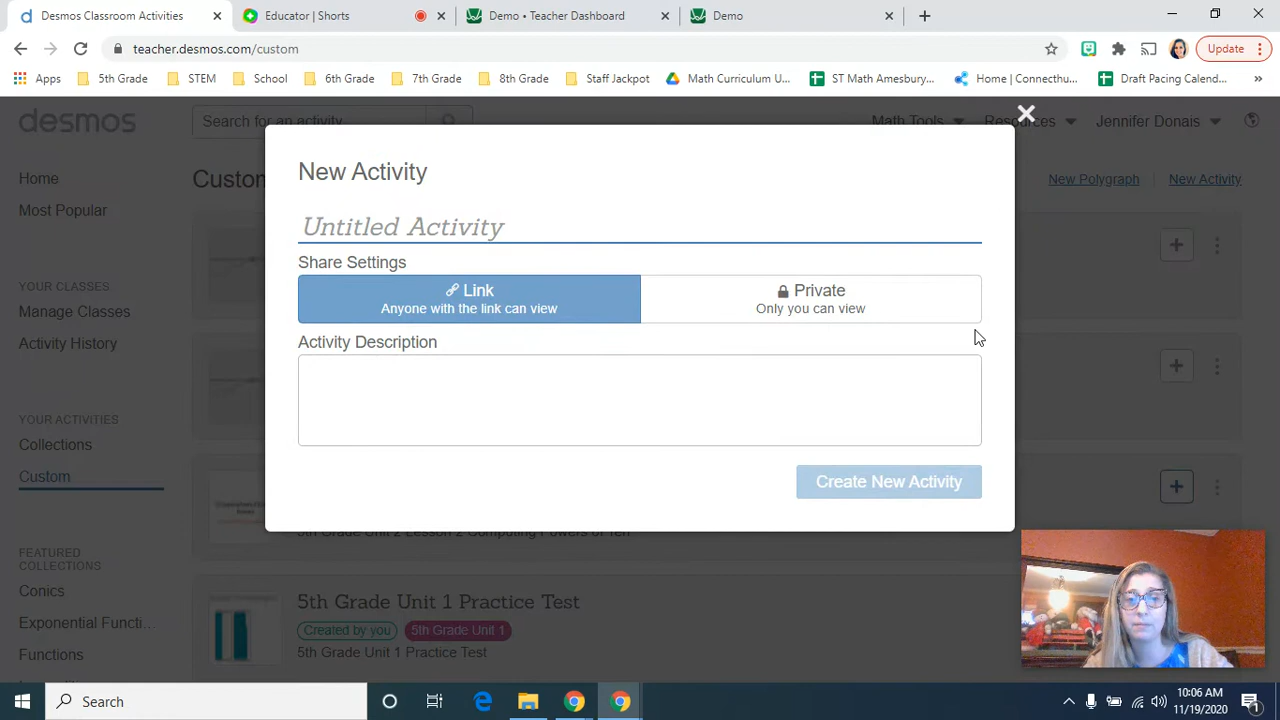 Desmos Classroom Activities
Educator | Shorts
Demo • Teacher Dashboard
Demo
teacher.desmos.com/custom
Update
Apps
5th Grade
STEM
School
6th Grade
7th Grade
8th Grade
Staff Jackpot
Math Curriculum U...
ST Math Amesbury...
Home | Connecthu...
Draft Pacing Calend...
desmos
Search for an activity
Math Tools
Resources
Jennifer Donais
Home
Most Popular
YOUR CLASSES
Manage Classes
Activity History
YOUR ACTIVITIES
Collections
Custom
FEATURED
COLLECTIONS
Conics
Exponential Functi...
Functions
New Polygraph
New Activity
New Activity
Untitled Activity
Share Settings
Link
Anyone with the link can view
Private
Only you can view
Activity Description
Create New Activity
5th Grade Unit 2 Lesson 2 Computing Powers of Ten
5th Grade Unit 1 Practice Test
Created by you
5th Grade Unit 1
5th Grade Unit 1 Practice Test
Search
10:06 AM
11/19/2020
1